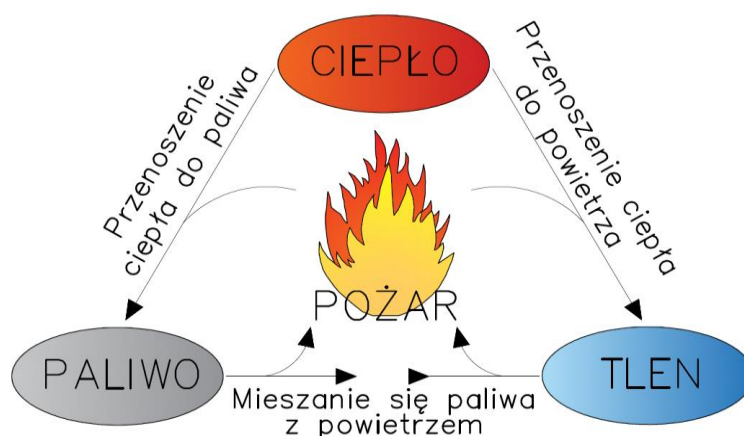 CIEPŁO
Przenoszenie
ciepła do paliwa
Przenoszenie ciepła
do powietrza
POŻAR
PALIWO
TLEN
Mieszanie się paliwa
z powietrzem